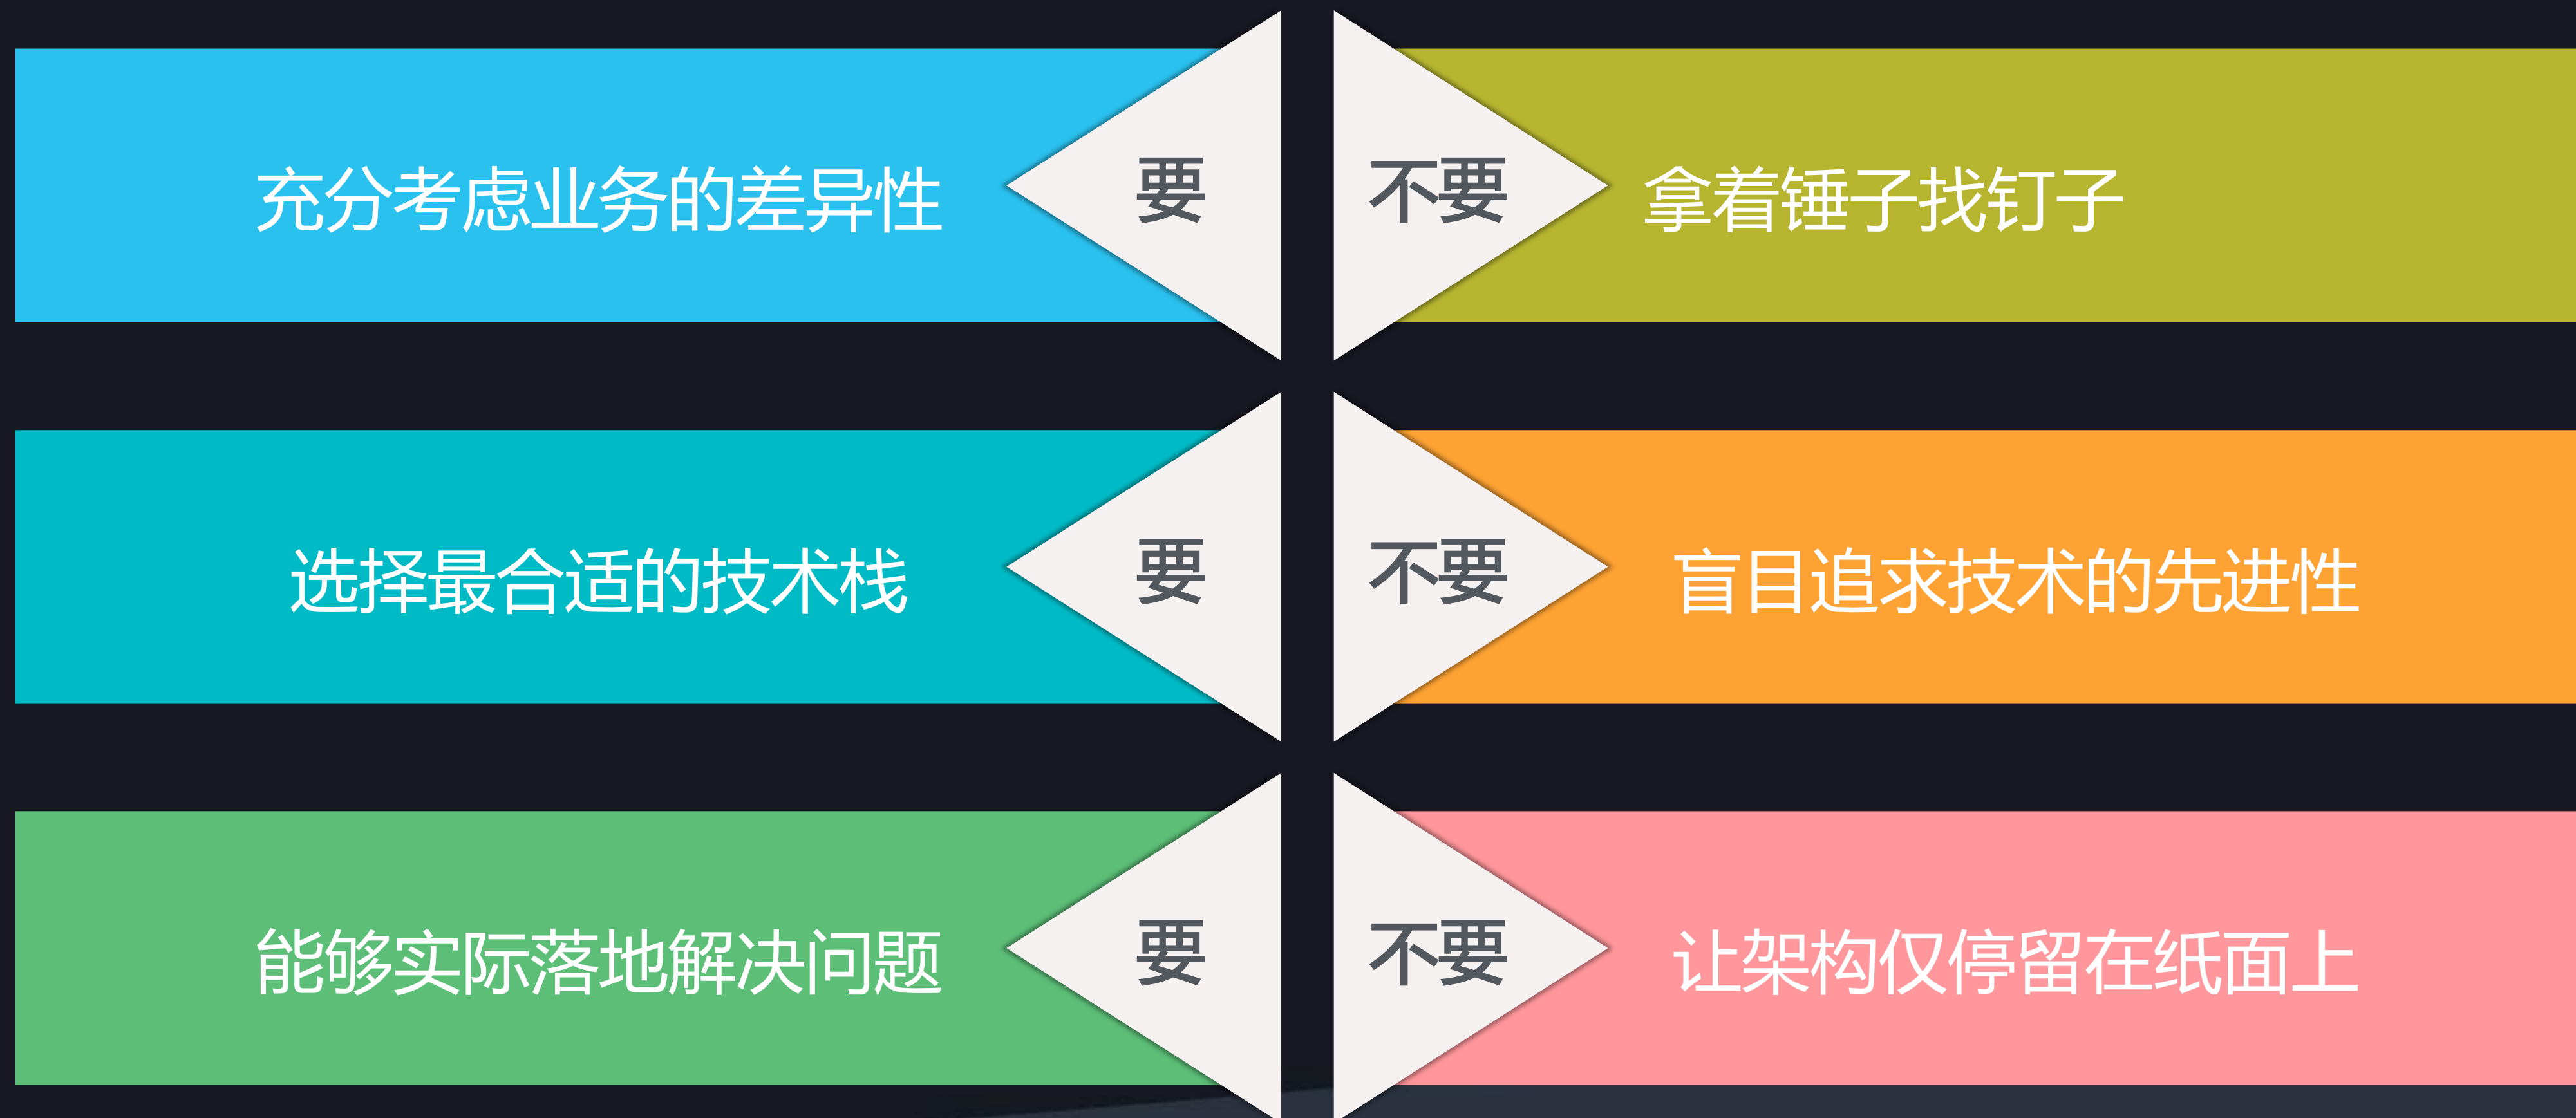 充分考虑业务的差异性
要
不要
拿着锤子找钉子
选择最合适的技术栈
要
不要
盲目追求技术的先进性
能够实际落地解决问题
要
不要
让架构仅停留在纸面上